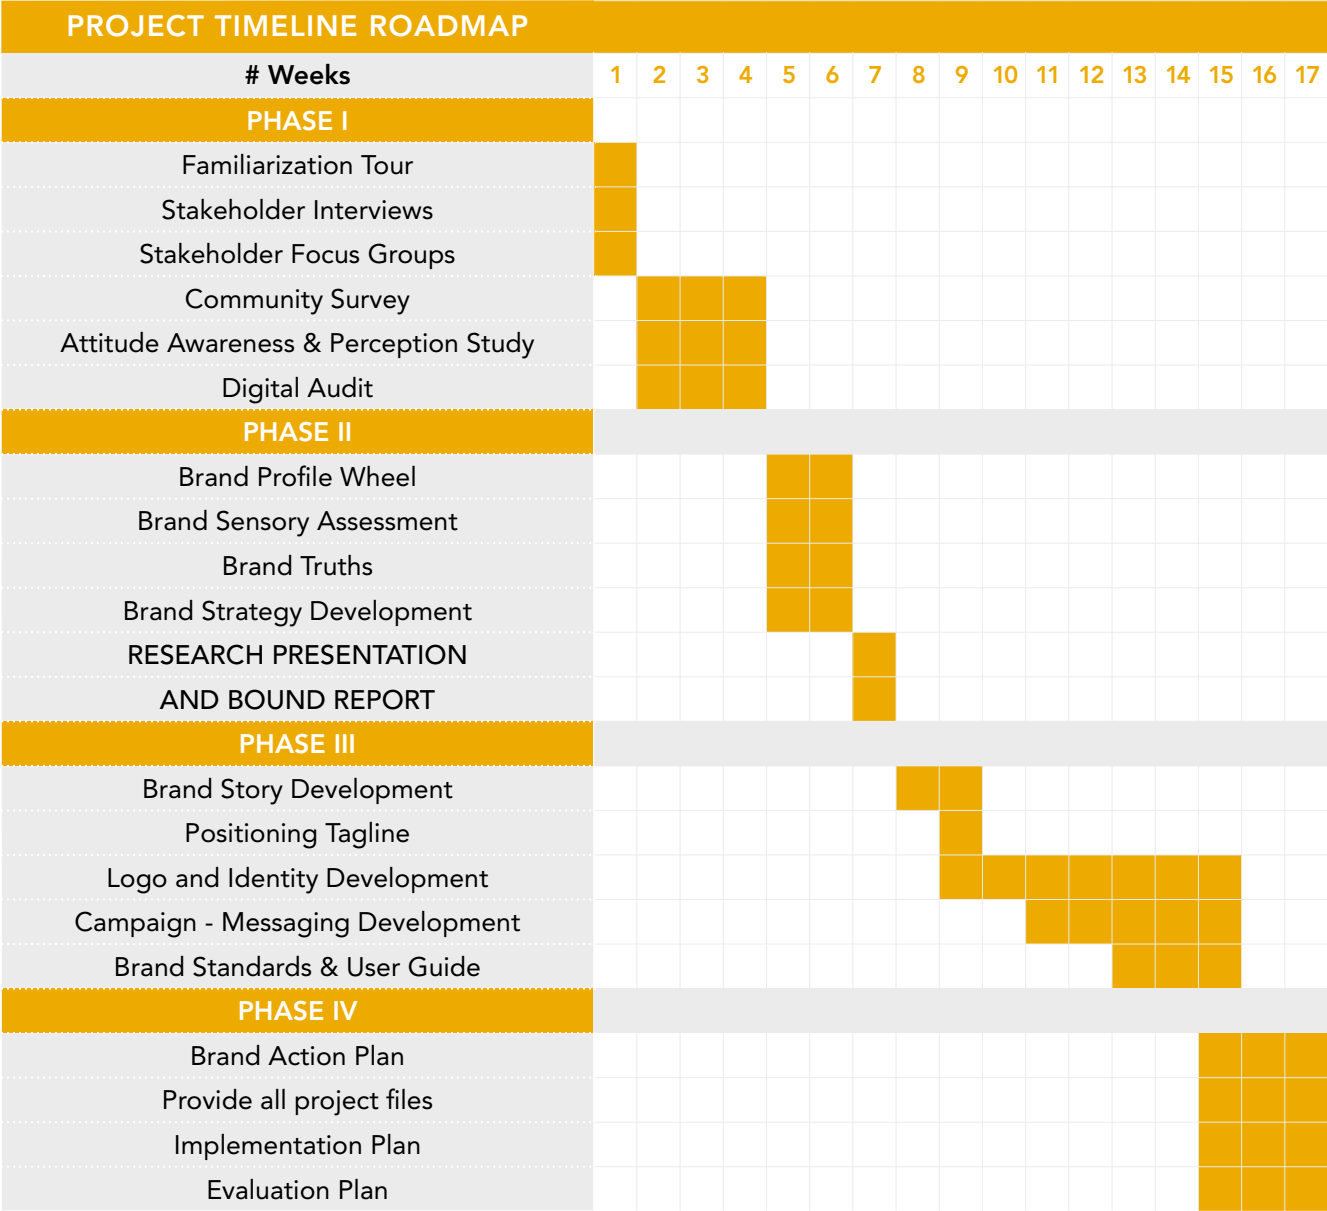 PROJECT TIMELINE ROADMAP
# Weeks 1 2 3 4 5 6 7 8 9 10 11 12 13 14 15 16 17
PHASE I
Familiarization Tour
Stakeholder Interviews
Stakeholder Focus Groups
Community Survey
Attitude Awareness & Perception Study
Digital Audit
PHASE II
Brand Profile Wheel
Brand Sensory Assessment
Brand Truths
Brand Strategy Development
RESEARCH PRESENTATION
AND BOUND REPORT
PHASE III
Brand Story Development
Positioning Tagline
Logo and Identity Development
Campaign - Messaging Development
Brand Standards & User Guide
PHASE IV
Brand Action Plan
Provide all project files
Implementation Plan
Evaluation Plan